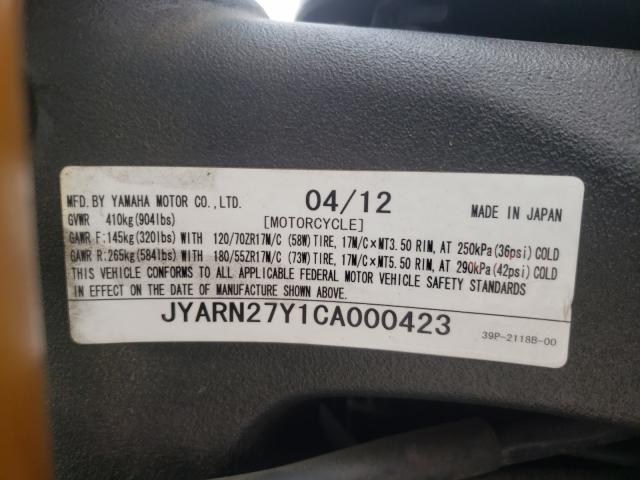 MFD. BY YAMAHA MOTOR CO., LTD. 04/12 MADE IN JAPAN
GVWR 410kg(904lbs) [MOTORCYCLE]
GAWR F: 145kg(320lbs) WITH 120/70ZR17M/C (58W) TIRE, 17M/C×MT3.50 RIM, AT 250kPa(36psi) COLD
GAWR R: 265kg(584lbs) WITH 180/55ZR17M/C (73W) TIRE, 17M/C×MT5.50 RIM, AT 290kPa(42psi) COLD
THIS VEHICLE CONFORMS TO ALL APPLICABLE FEDERAL MOTOR VEHICLE SAFETY STANDARDS
IN EFFECT ON THE DATE OF MANUFACTURE SHOWN ABOVE.
JYARN27Y1CA000423
39P-2118B-00